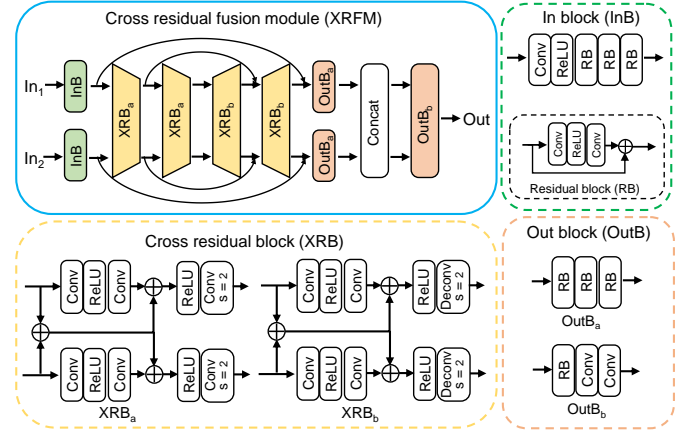 Cross residual fusion module (XRFM)
In1
InB
XRBa
XRBa
XRBb
XRBb
OutBa
Concat
OutBb
Out
In2
InB
OutBa
In block (InB)
Conv
ReLU
RB
RB
RB
Conv
ReLU
Conv
Residual block (RB)
Cross residual block (XRB)
Conv
ReLU
Conv
ReLU
Conv
s = 2
Conv
ReLU
Conv
ReLU
Deconv
s = 2
Conv
ReLU
Conv
ReLU
Conv
s = 2
Conv
ReLU
Conv
ReLU
Deconv
s = 2
XRBa
XRBb
Out block (OutB)
RB
RB
RB
OutBa
RB
Conv
Conv
OutBb